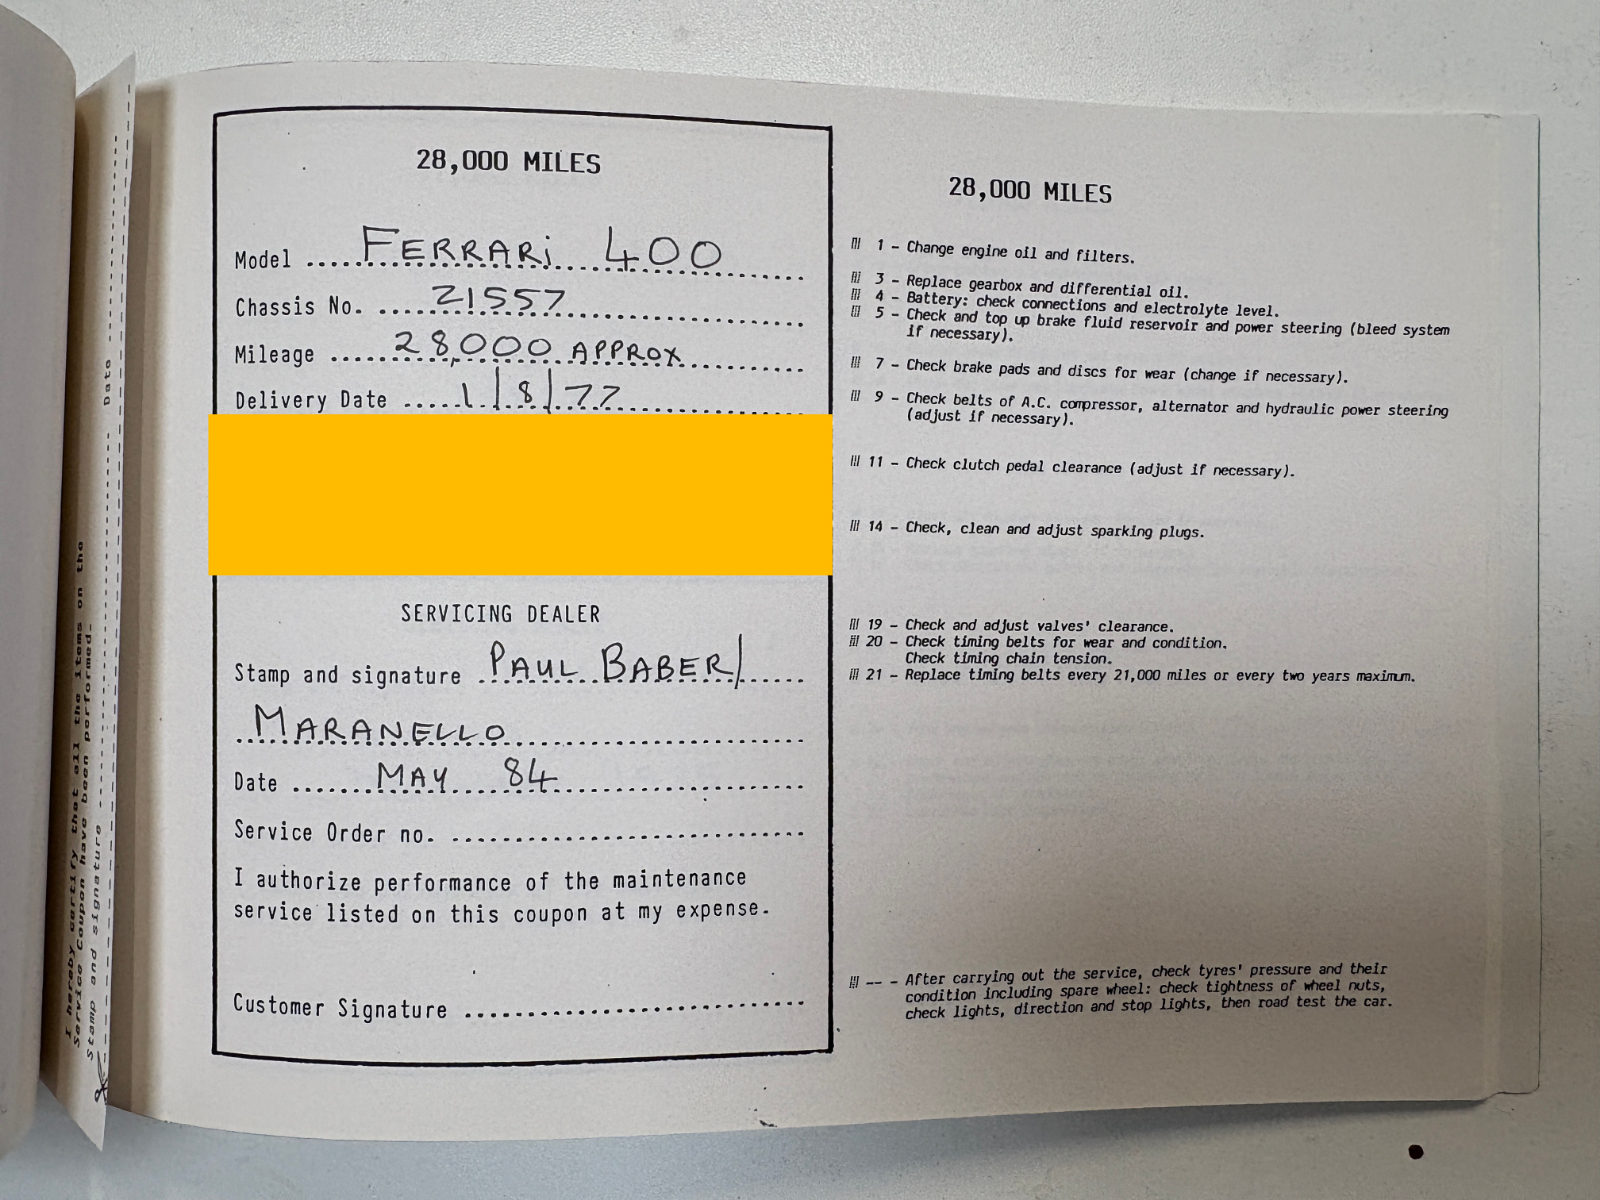 28,000 MILES
Model ........ FERRARi 400 ........
Chassis No. ........ 21557 ........
Mileage ........ 28,000 APPROX ........
Delivery Date ........ 1/8/77 ........
SERVICING DEALER
Stamp and signature PAUL BABER/
MARANELLO
Date ........ MAY 84 ........
Service Order no. ........
I authorize performance of the maintenance
service listed on this coupon at my expense.
Customer Signature ........
28,000 MILES
1 – Change engine oil and filters.
3 – Replace gearbox and differential oil.
4 – Battery: check connections and electrolyte level.
5 – Check and top up brake fluid reservoir and power steering (bleed system
if necessary).
7 – Check brake pads and discs for wear (change if necessary).
9 – Check belts of A.C. compressor, alternator and hydraulic power steering
(adjust if necessary).
11 – Check clutch pedal clearance (adjust if necessary).
14 – Check, clean and adjust sparking plugs.
19 – Check and adjust valves' clearance.
20 – Check timing belts for wear and condition.
Check timing chain tension.
21 – Replace timing belts every 21,000 miles or every two years maximum.
-- – After carrying out the service, check tyres' pressure and their
condition including spare wheel: check tightness of wheel nuts,
check lights, direction and stop lights, then road test the car.
I hereby certify that all the items on the
Service Coupon have been performed.
Stamp and signature ........ Date ........